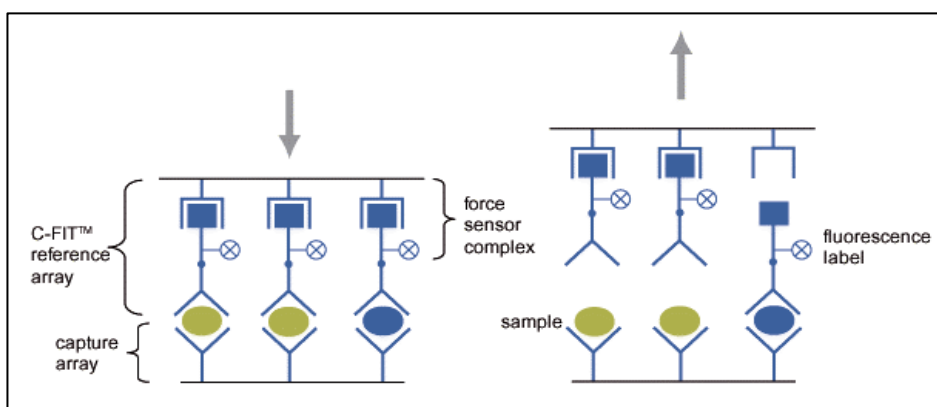 C-FIT™
reference
array
capture
array
force
sensor
complex
sample
fluorescence
label